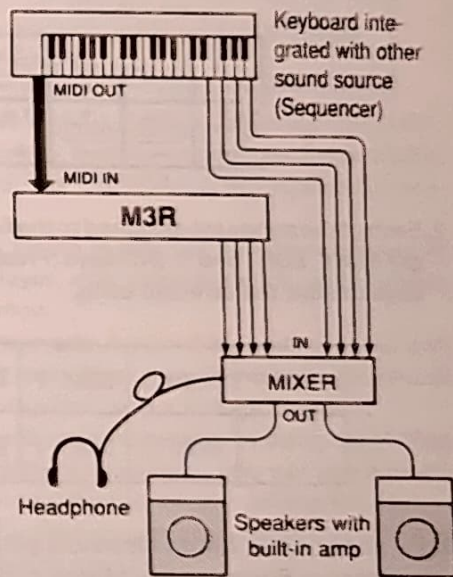 Keyboard inte-
grated with other
sound source
(Sequencer)
MIDI OUT
MIDI IN
M3R
IN
MIXER
OUT
Headphone
Speakers with
built-in amp